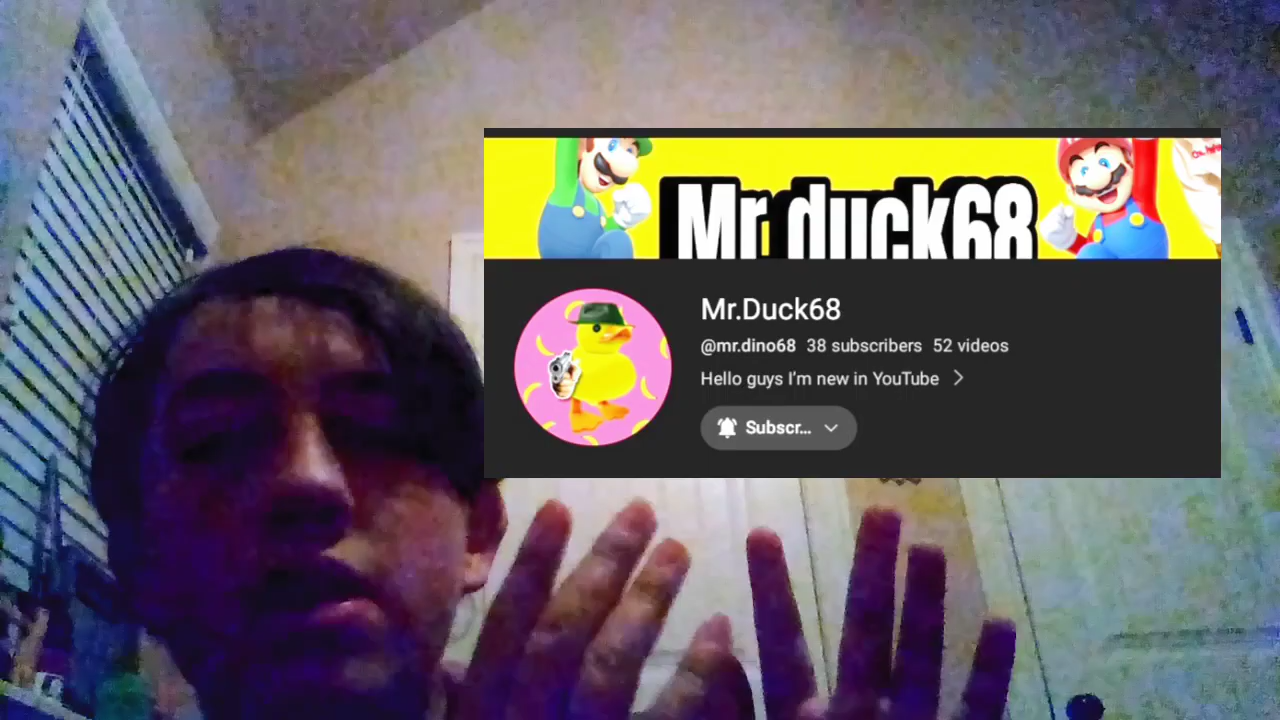 Mr duck68
Mr.Duck68
@mr.dino68 38 subscribers 52 videos
Hello guys I'm new in YouTube
Subscr...